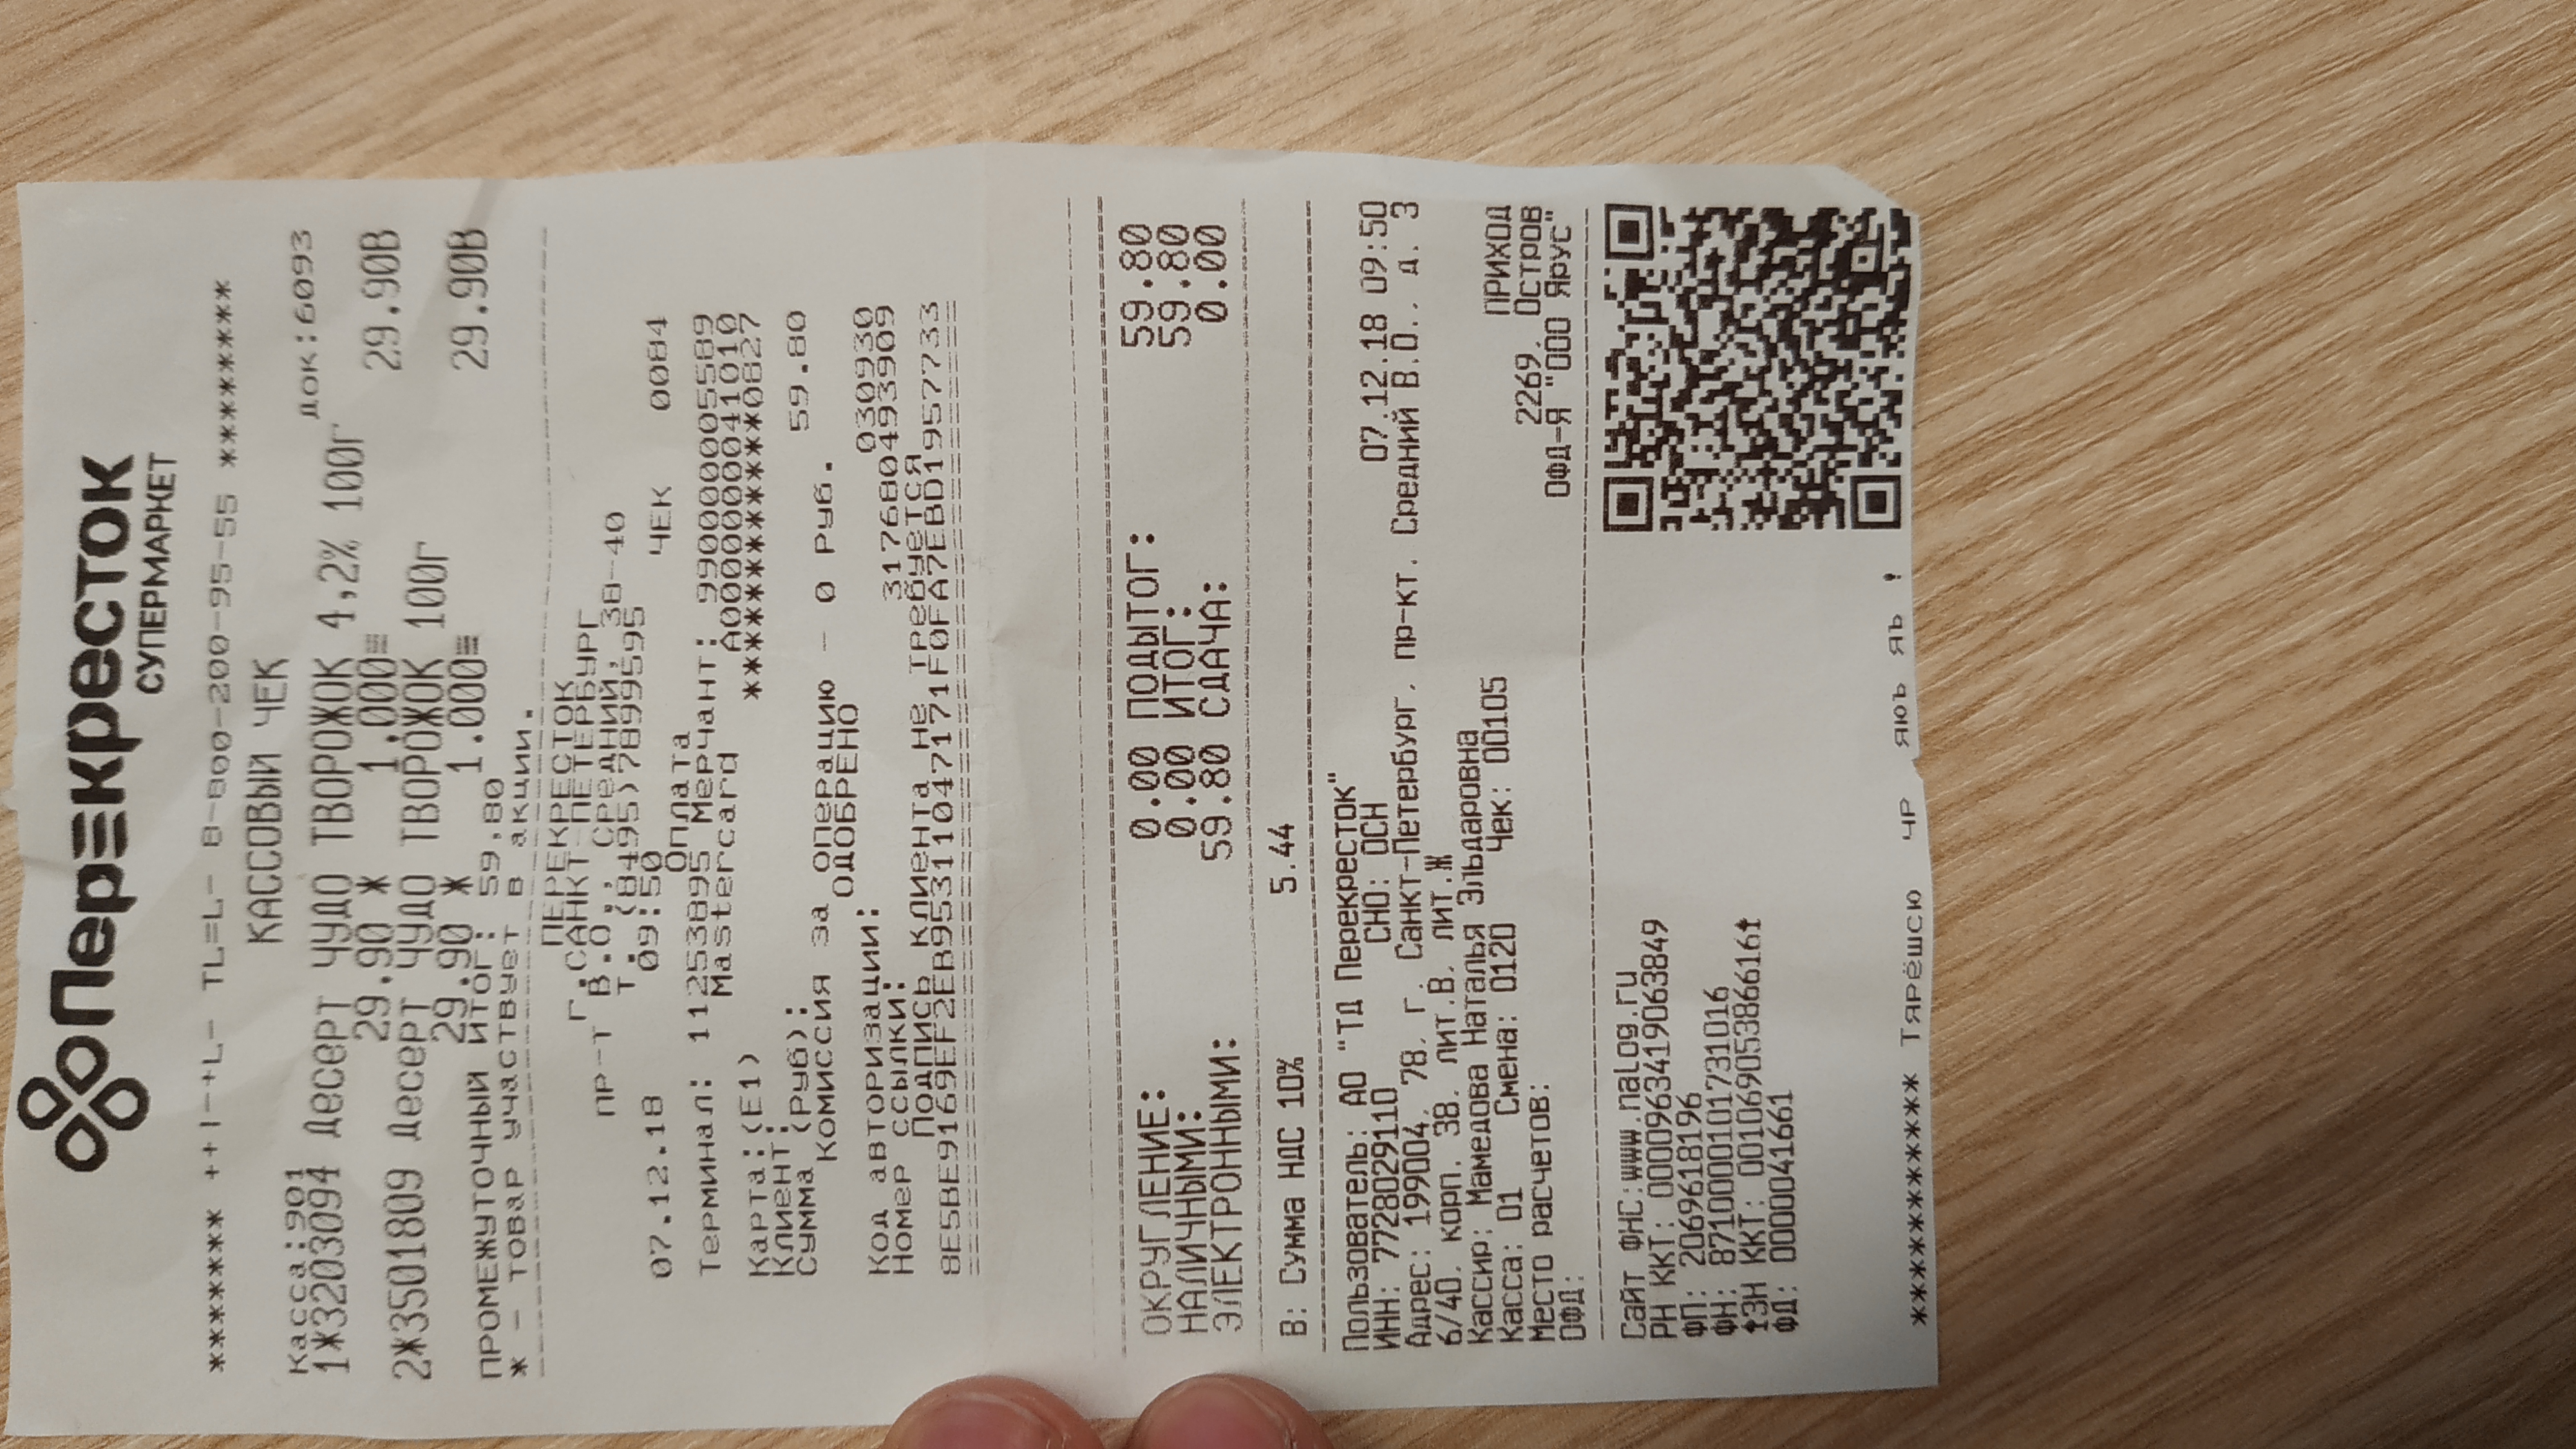 Перекресток
СУПЕРМАРКЕТ
******* ++|-+L- TL=L- 8-800-200-95-55 ********
КАССОВЫЙ ЧЕК
Касса:901 док:6093
1*3203094 Десерт ЧУДО ТВОРОЖОК 4,2% 100г
29.90 * 1.000= 29.90В
2*3501809 Десерт ЧУДО ТВОРОЖОК 100г
29.90 * 1.000= 29.90В
ПРОМЕЖУТОЧНЫЙ ИТОГ: 59.80
* - товар участвует в акции.
ПЕРЕКРЕСТОК
г.САНКТ-ПЕТЕРБУРГ
пр-т В.О., Средний, 38-40
т. (8495)7899595
07.12.18 09:50 ЧЕК 0084
Оплата
Терминал: 11253895 Мерчант: 990000005589
Mastercard A0000000041010
Карта:(E1) ************0827
Клиент:
Сумма (Руб): 59.80
Комиссия за операцию - 0 Руб.
ОДОБРЕНО
Код авторизации: 030930
Номер ссылки: 317680493909
Подпись клиента не требуется
8E5BE9169EF2EB95311047171F0FA7EBD1957733
ОКРУГЛЕНИЕ: 0.00 ПОДЫТОГ: 59.80
НАЛИЧНЫМИ: 0.00 ИТОГ: 59.80
ЭЛЕКТРОННЫМИ: 59.80 СДАЧА: 0.00
В: Сумма НДС 10% 5.44
Пользователь: АО "ТД Перекресток"
ИНН: 7728029110 СНО: ОСН 07.12.18 09:50
Адрес: 199004, 78, г. Санкт-Петербург, пр-кт. Средний В.О., д. 3
6/40, корп. 38, лит.В, лит.Ж
Кассир: Мамедова Наталья Эльдаровна
Касса: 01 Смена: 0120 Чек: 00105 ПРИХОД
Место расчетов: 2269, Остров
ОФД: ОФД-Я "ООО Ярус"
Сайт ФНС:www.nalog.ru
РН ККТ: 0000963419063849
ФП: 2069618196
ФН: 8710000101731016
↑ЗН ККТ: 00106905386616↑
ФД: 0000041661
*********** Тярёшсю чр яюъ яъ !